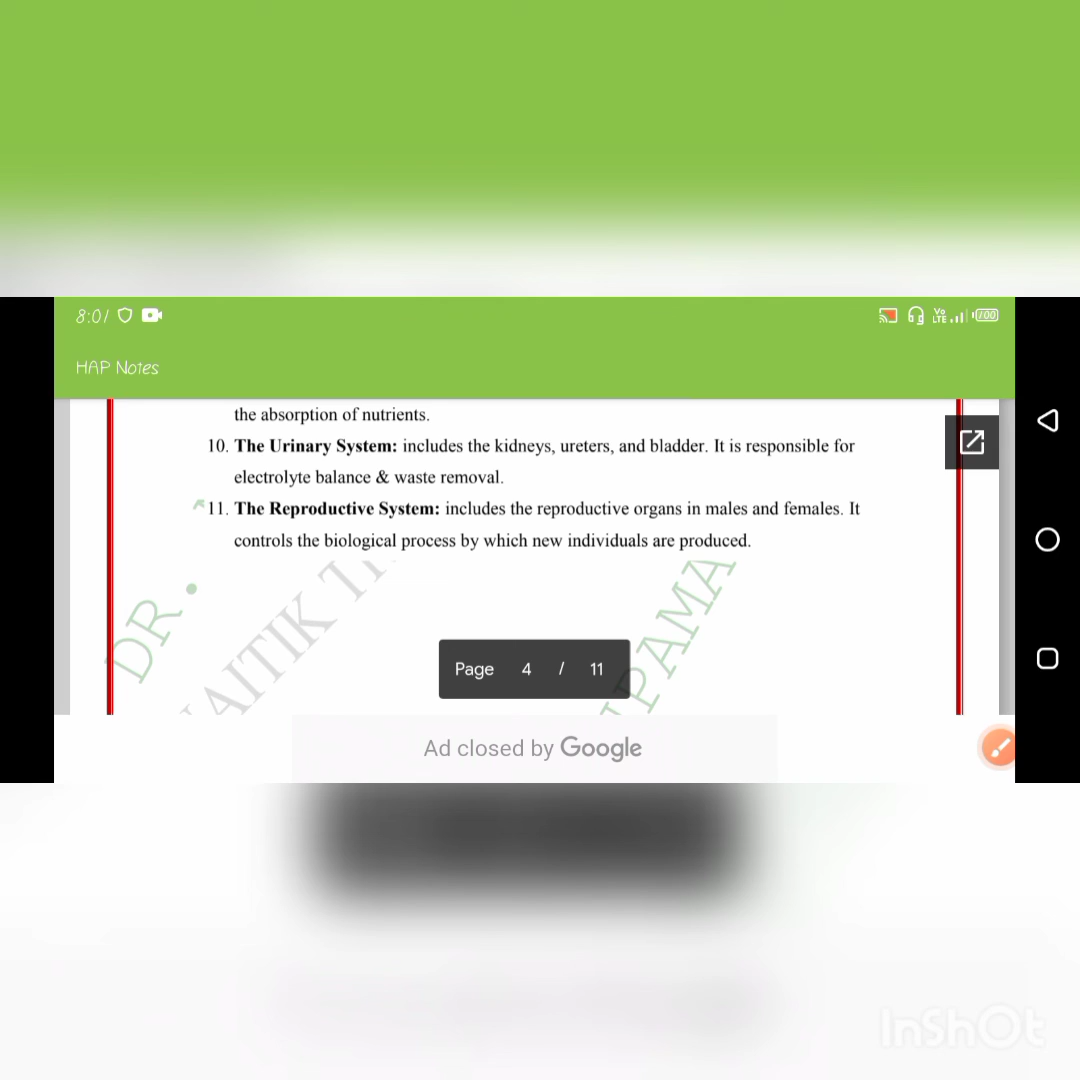 8:01
Vo LTE 100
HAP Notes
the absorption of nutrients.
10. The Urinary System: includes the kidneys, ureters, and bladder. It is responsible for
electrolyte balance & waste removal.
11. The Reproductive System: includes the reproductive organs in males and females. It
controls the biological process by which new individuals are produced.
DR.
Page 4 / 11
Ad closed by Google
InShOt